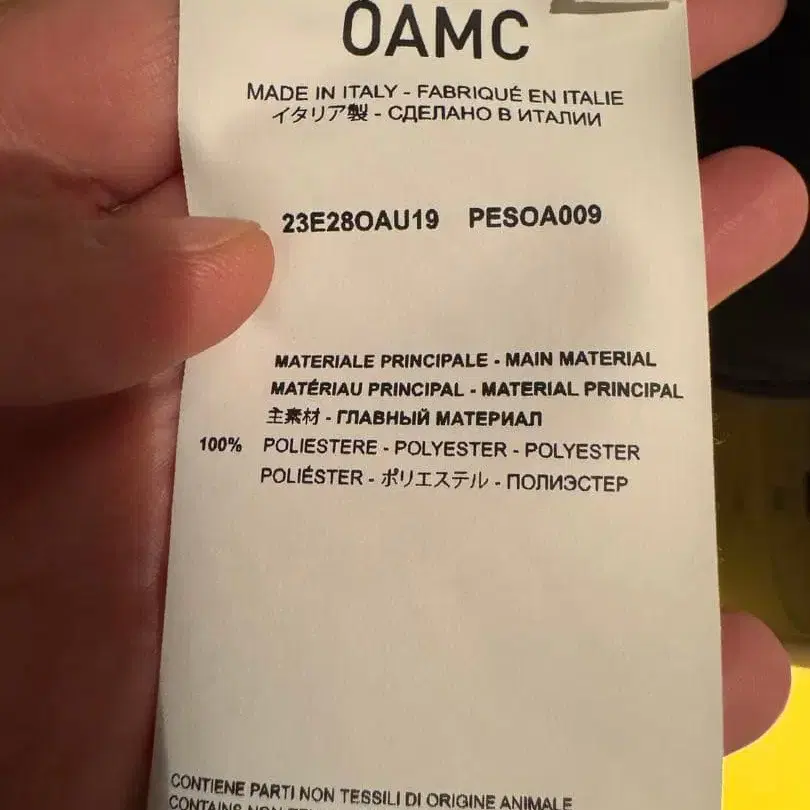 OAMC
MADE IN ITALY - FABRIQUÉ EN ITALIE
イタリア製 - СДЕЛАНО В ИТАЛИИ
23E28OAU19 PESOA009
MATERIALE PRINCIPALE - MAIN MATERIAL
MATÉRIAU PRINCIPAL - MATERIAL PRINCIPAL
主素材 - ГЛАВНЫЙ МАТЕРИАЛ
100% POLIESTERE - POLYESTER - POLYESTER
POLIÉSTER - ポリエステル - ПОЛИЭСТЕР
CONTIENE PARTI NON TESSILI DI ORIGINE ANIMALE
CONTAINS NON